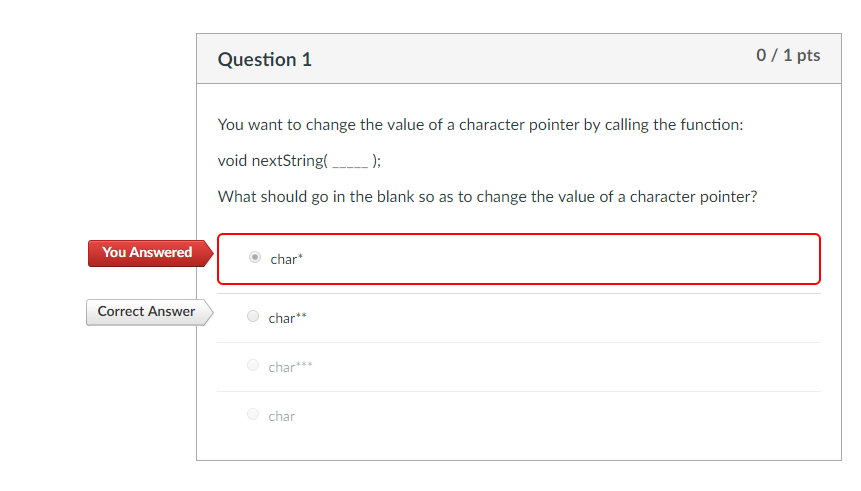 Question 1
0 / 1 pts
You want to change the value of a character pointer by calling the function:
void nextString( _____ );
What should go in the blank so as to change the value of a character pointer?
You Answered
char*
Correct Answer
char**
char***
char